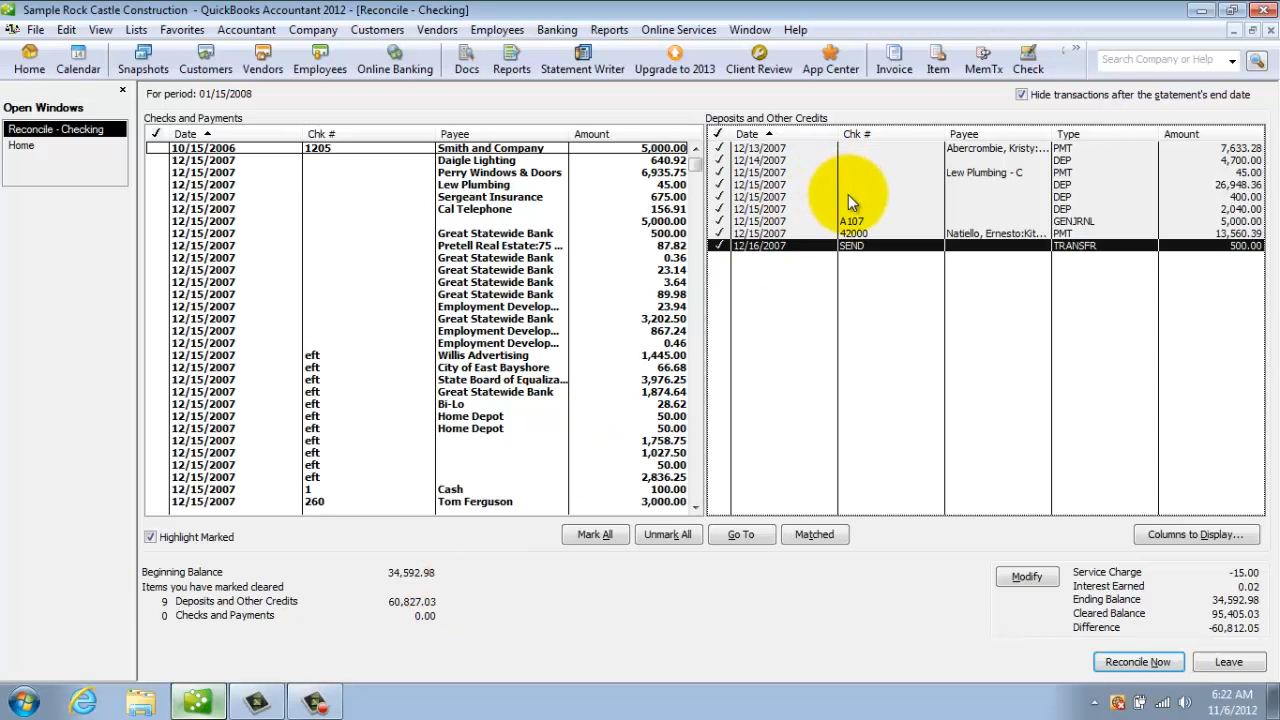 Sample Rock Castle Construction - QuickBooks Accountant 2012 - [Reconcile - Checking]
File Edit View Lists Favorites Accountant Company Customers Vendors Employees Banking Reports Online Services Window Help
Home Calendar Snapshots Customers Vendors Employees Online Banking Docs Reports Statement Writer Upgrade to 2013 Client Review App Center Invoice Item MemTx Check » Search Company or Help
Open Windows
Reconcile - Checking
Home
For period: 01/15/2008
Hide transactions after the statement's end date
Checks and Payments
✓ Date Chk # Payee Amount
10/15/2006 1205 Smith and Company 5,000.00
12/15/2007 Daigle Lighting 640.92
12/15/2007 Perry Windows & Doors 6,935.75
12/15/2007 Lew Plumbing 45.00
12/15/2007 Sergeant Insurance 675.00
12/15/2007 Cal Telephone 156.91
12/15/2007 5,000.00
12/15/2007 Great Statewide Bank 500.00
12/15/2007 Pretell Real Estate:75 ... 87.82
12/15/2007 Great Statewide Bank 0.36
12/15/2007 Great Statewide Bank 23.14
12/15/2007 Great Statewide Bank 3.64
12/15/2007 Great Statewide Bank 89.98
12/15/2007 Employment Develop... 23.94
12/15/2007 Great Statewide Bank 3,202.50
12/15/2007 Employment Develop... 867.24
12/15/2007 Employment Develop... 0.46
12/15/2007 eft Willis Advertising 1,445.00
12/15/2007 eft City of East Bayshore 66.68
12/15/2007 eft State Board of Equaliza... 3,976.25
12/15/2007 eft Great Statewide Bank 1,874.64
12/15/2007 eft Bi-Lo 28.62
12/15/2007 eft Home Depot 50.00
12/15/2007 eft Home Depot 50.00
12/15/2007 eft 1,758.75
12/15/2007 eft 1,027.50
12/15/2007 eft 50.00
12/15/2007 eft 2,836.25
12/15/2007 1 Cash 100.00
12/15/2007 260 Tom Ferguson 3,000.00
Deposits and Other Credits
✓ Date Chk # Payee Type Amount
✓ 12/13/2007 Abercrombie, Kristy:... PMT 7,633.28
✓ 12/14/2007 DEP 4,700.00
✓ 12/15/2007 Lew Plumbing - C PMT 45.00
✓ 12/15/2007 DEP 26,948.36
✓ 12/15/2007 DEP 400.00
✓ 12/15/2007 DEP 2,040.00
✓ 12/15/2007 A107 GENJRNL 5,000.00
✓ 12/15/2007 42000 Natiello, Ernesto:Kit... PMT 13,560.39
✓ 12/16/2007 SEND TRANSFR 500.00
Highlight Marked Mark All Unmark All Go To Matched Columns to Display...
Beginning Balance 34,592.98
Items you have marked cleared
9 Deposits and Other Credits 60,827.03
0 Checks and Payments 0.00
Modify
Service Charge -15.00
Interest Earned 0.02
Ending Balance 34,592.98
Cleared Balance 95,405.03
Difference -60,812.05
Reconcile Now Leave
6:22 AM
11/6/2012